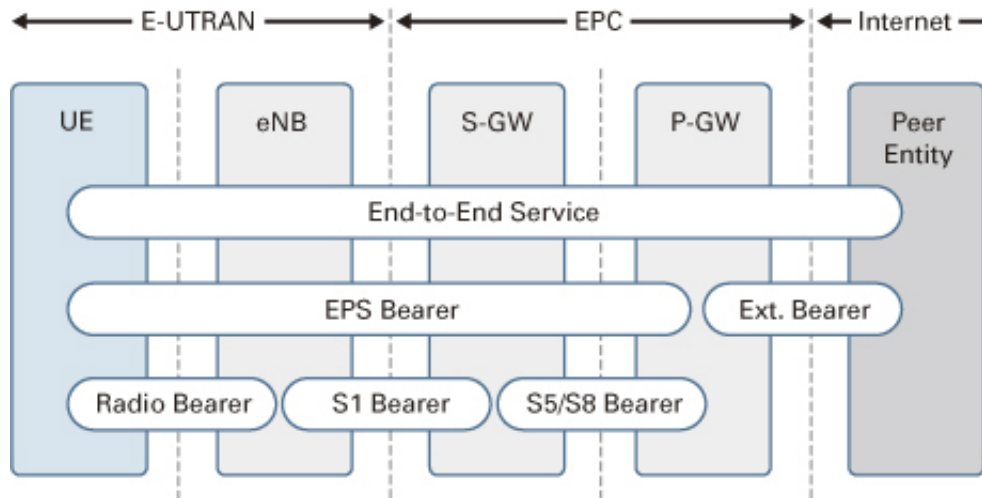 E-UTRAN
EPC
Internet
UE
eNB
S-GW
P-GW
Peer
Entity
End-to-End Service
EPS Bearer
Ext. Bearer
Radio Bearer
S1 Bearer
S5/S8 Bearer